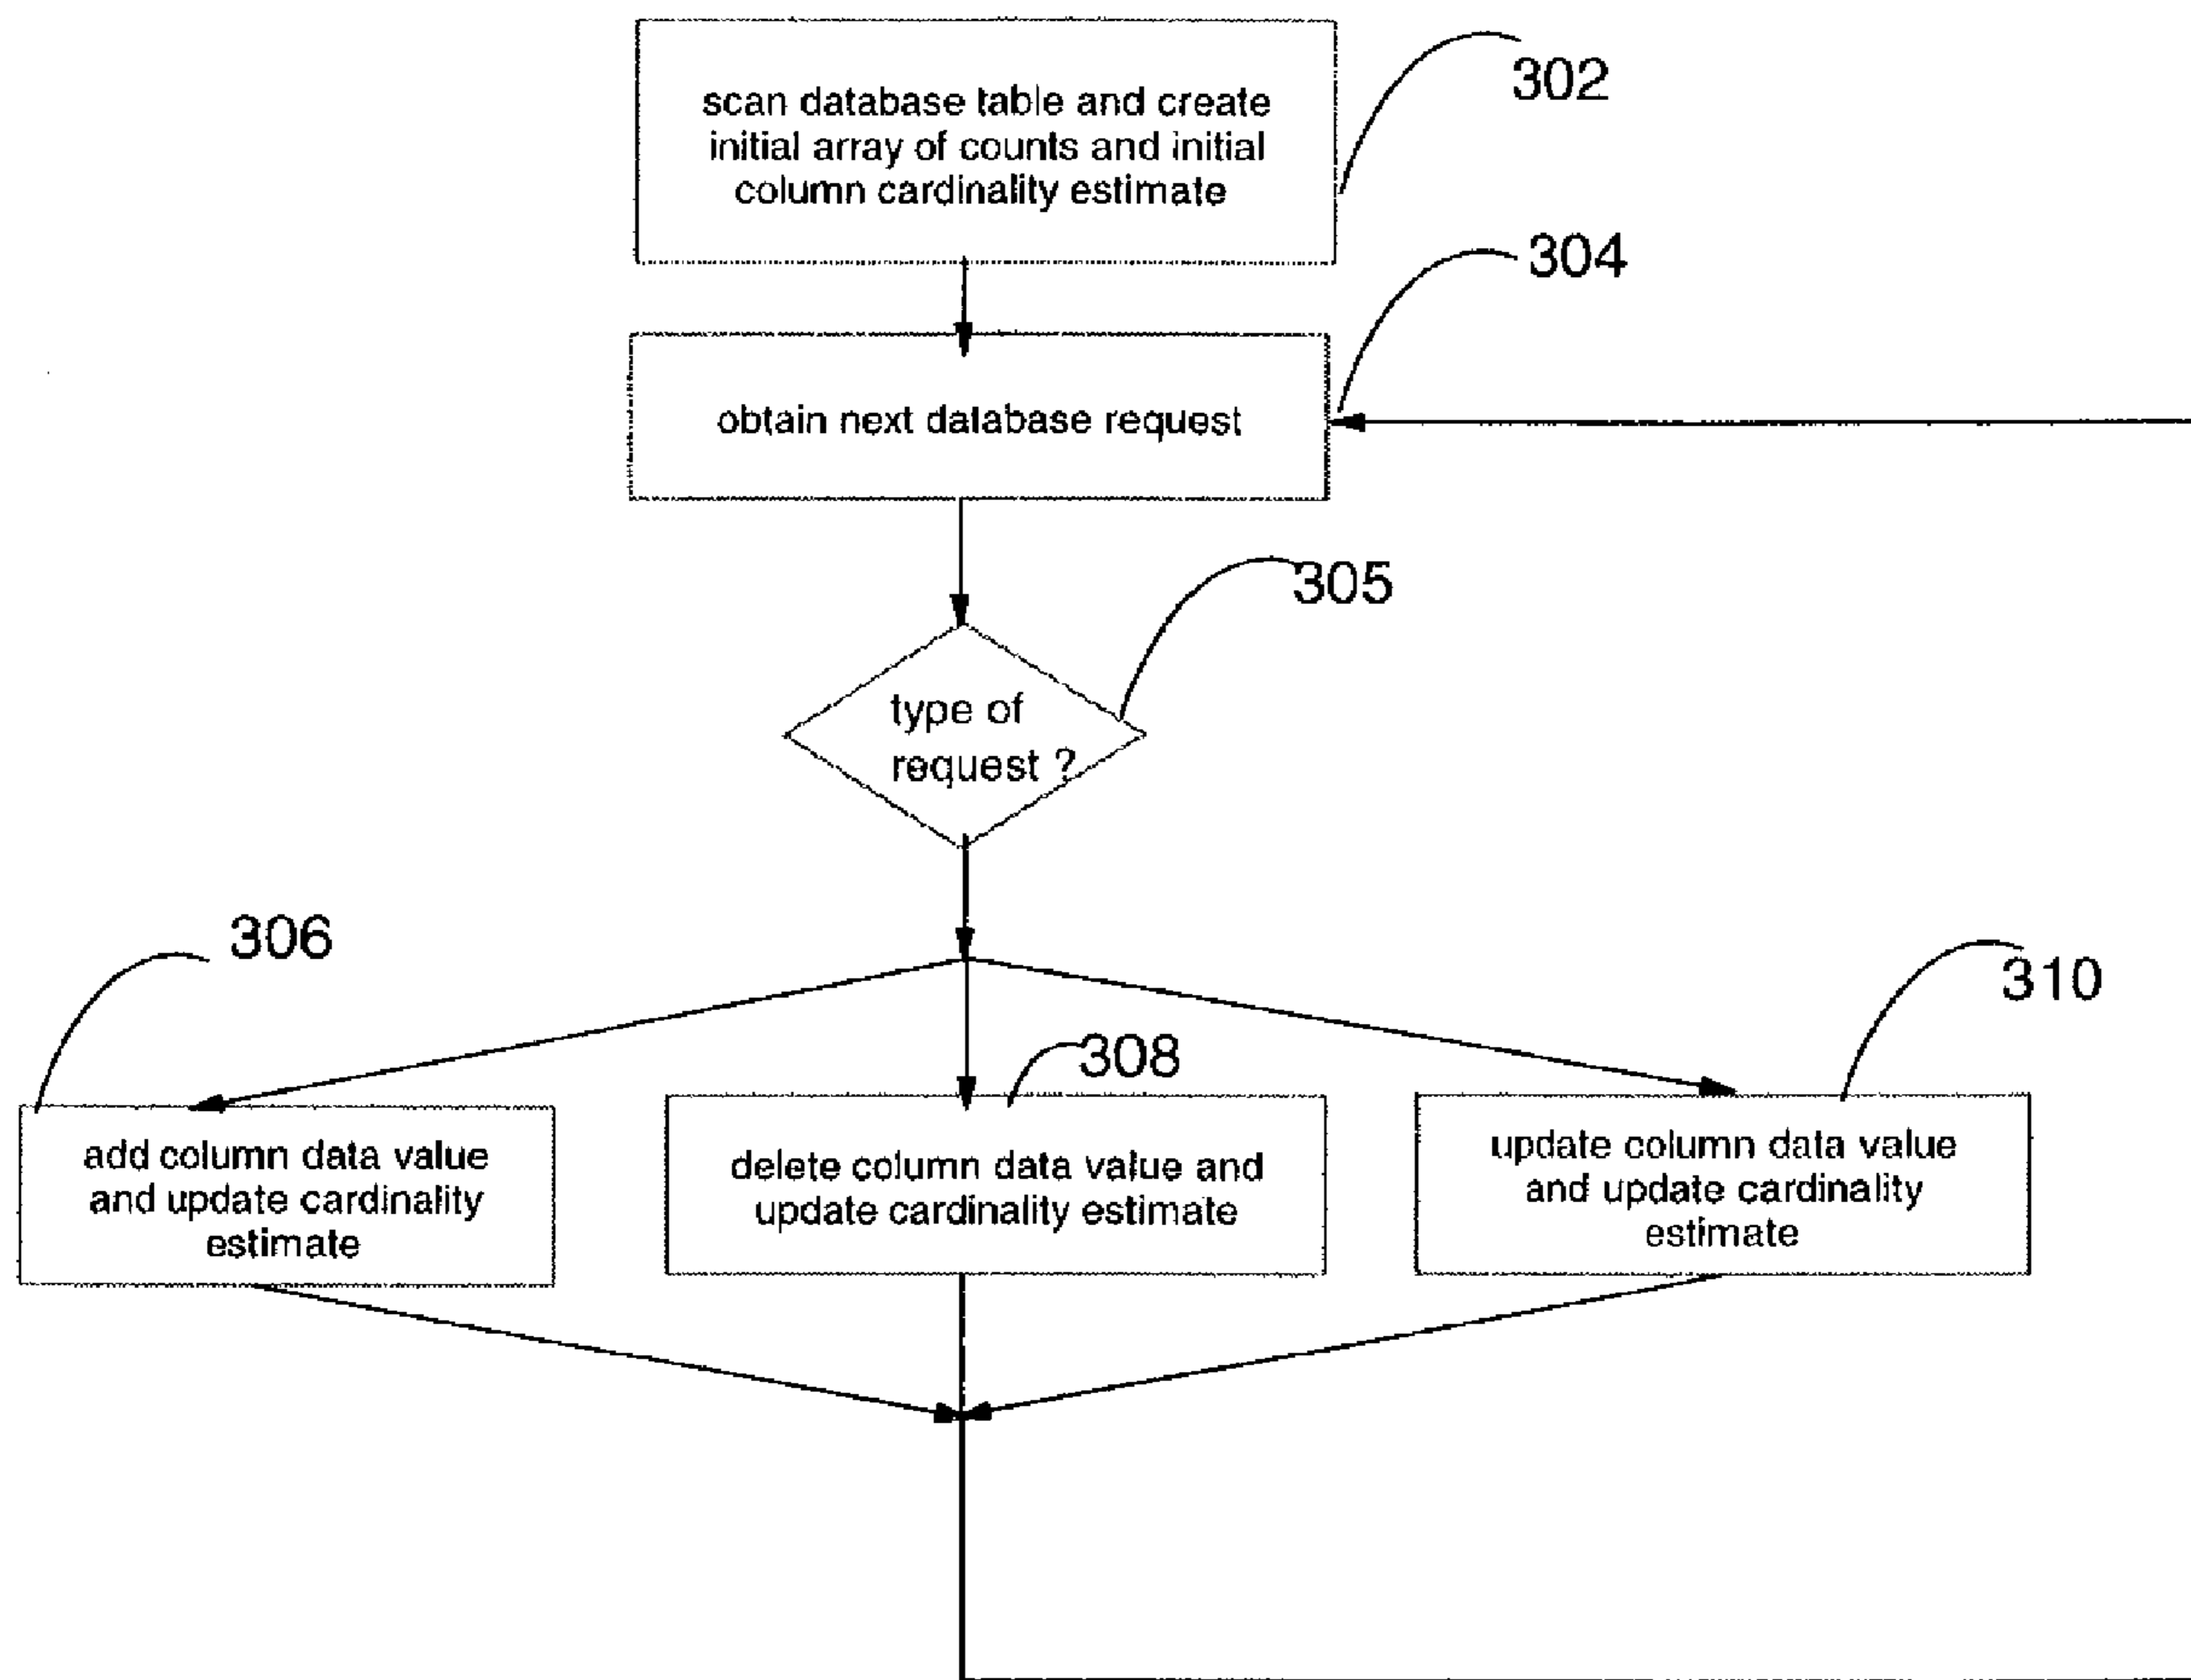 scan database table and create
initial array of counts and initial
column cardinality estimate
302
obtain next database request
304
type of
request ?
305
306
add column data value
and update cardinality
estimate
308
delete column data value and
update cardinality estimate
310
update column data value
and update cardinality
estimate